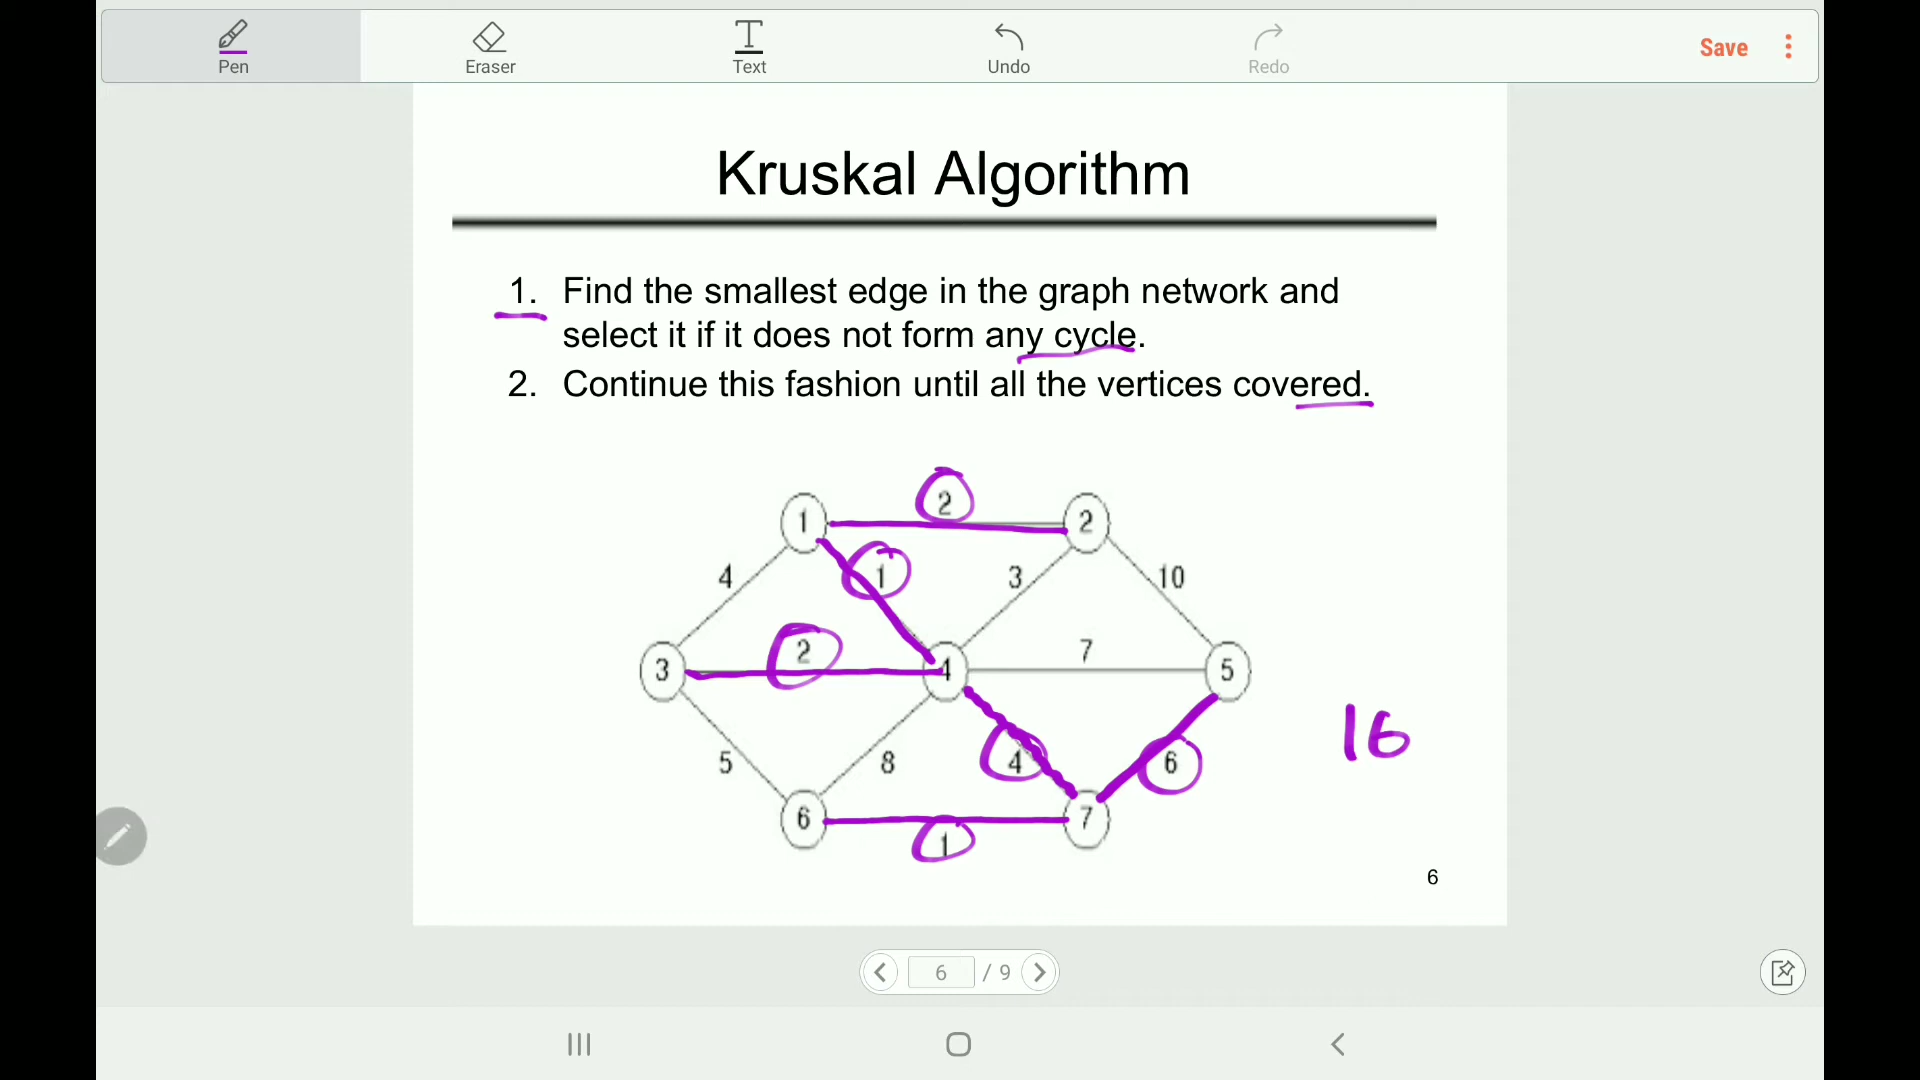 Pen
Eraser
Text
Undo
Redo
Save
Kruskal Algorithm
1. Find the smallest edge in the graph network and
select it if it does not form any cycle.
2. Continue this fashion until all the vertices covered.
2
1 2
4 1 3 10
2 7
3 4 5
16
5 8 4 6
6 7
1
6
6 / 9